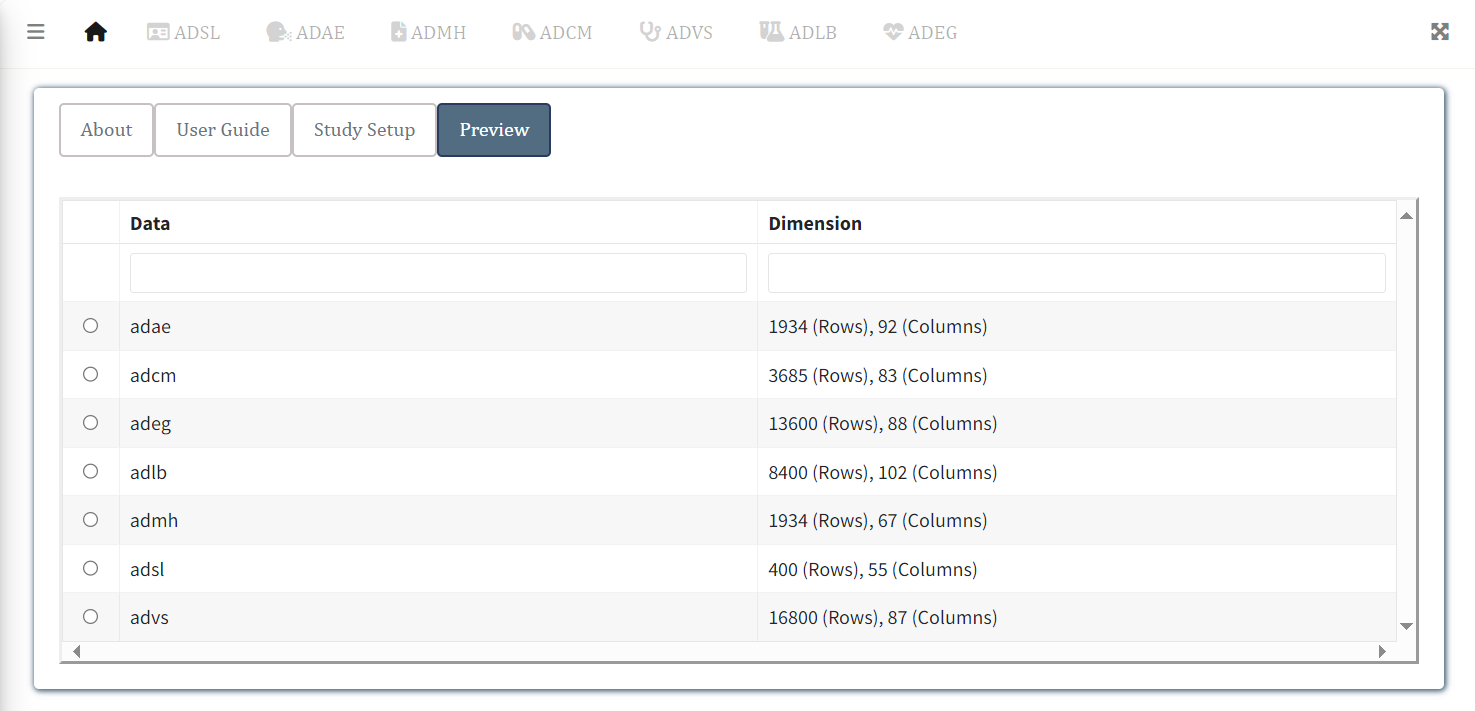 ADSL ADAE ADMH ADCM ADVS ADLB ADEG
About User Guide Study Setup Preview
Data Dimension
adae 1934 (Rows), 92 (Columns)
adcm 3685 (Rows), 83 (Columns)
adeg 13600 (Rows), 88 (Columns)
adlb 8400 (Rows), 102 (Columns)
admh 1934 (Rows), 67 (Columns)
adsl 400 (Rows), 55 (Columns)
advs 16800 (Rows), 87 (Columns)